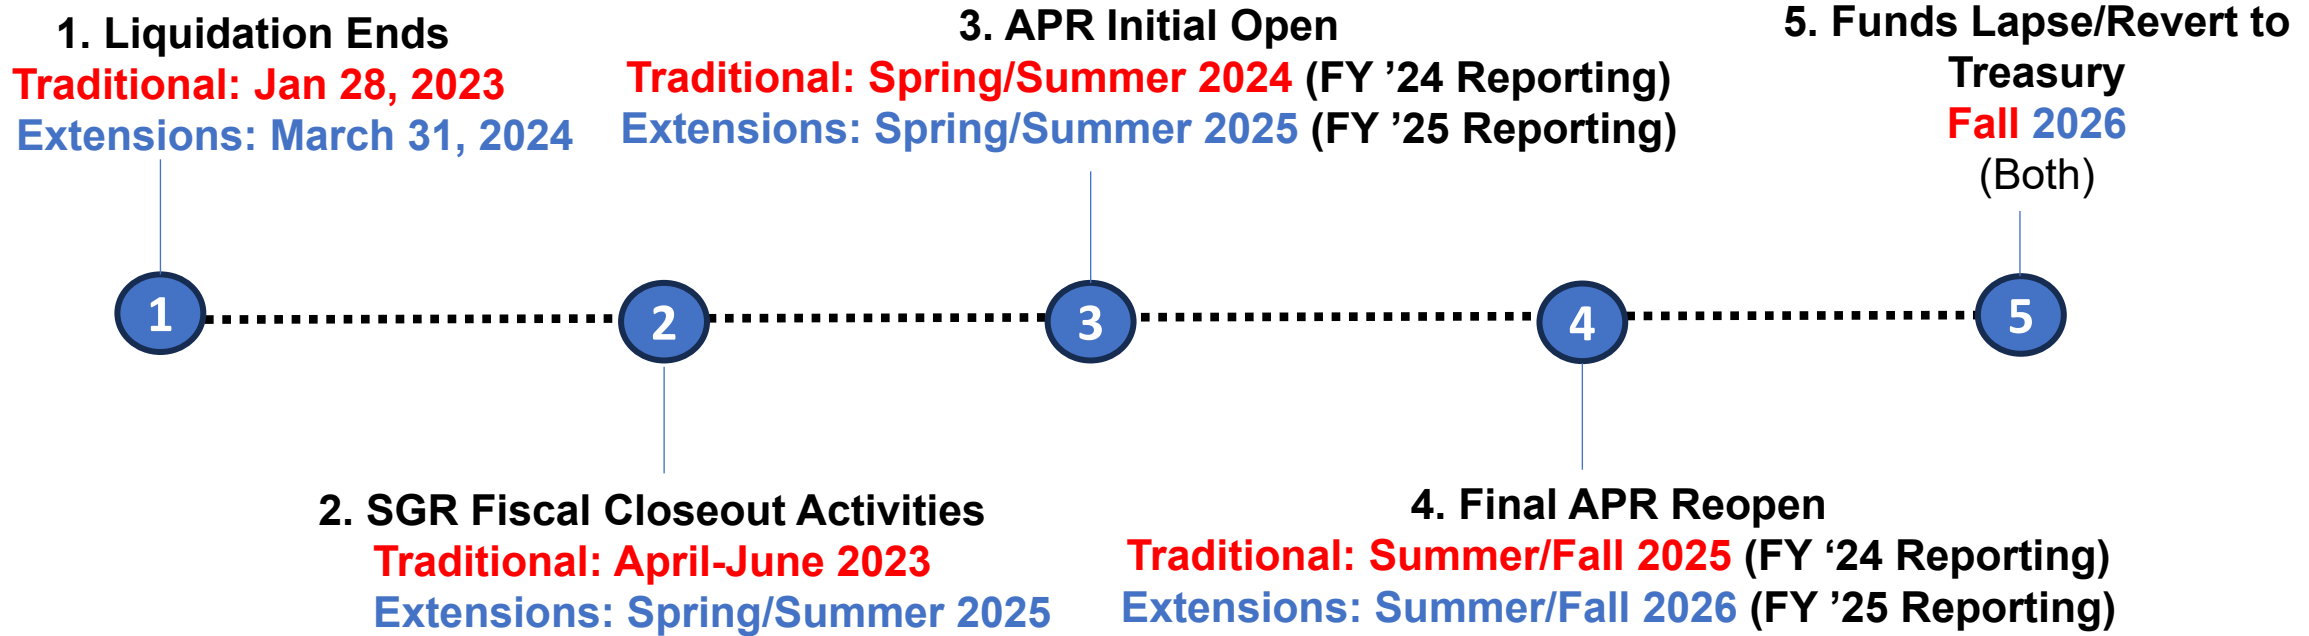 1. Liquidation Ends
Traditional: Jan 28, 2023
Extensions: March 31, 2024
3. APR Initial Open
Traditional: Spring/Summer 2024 (FY ’24 Reporting)
Extensions: Spring/Summer 2025 (FY ’25 Reporting)
5. Funds Lapse/Revert to
Treasury
Fall 2026
(Both)
1
2
3
4
5
2. SGR Fiscal Closeout Activities
Traditional: April-June 2023
Extensions: Spring/Summer 2025
4. Final APR Reopen
Traditional: Summer/Fall 2025 (FY ‘24 Reporting)
Extensions: Summer/Fall 2026 (FY ’25 Reporting)